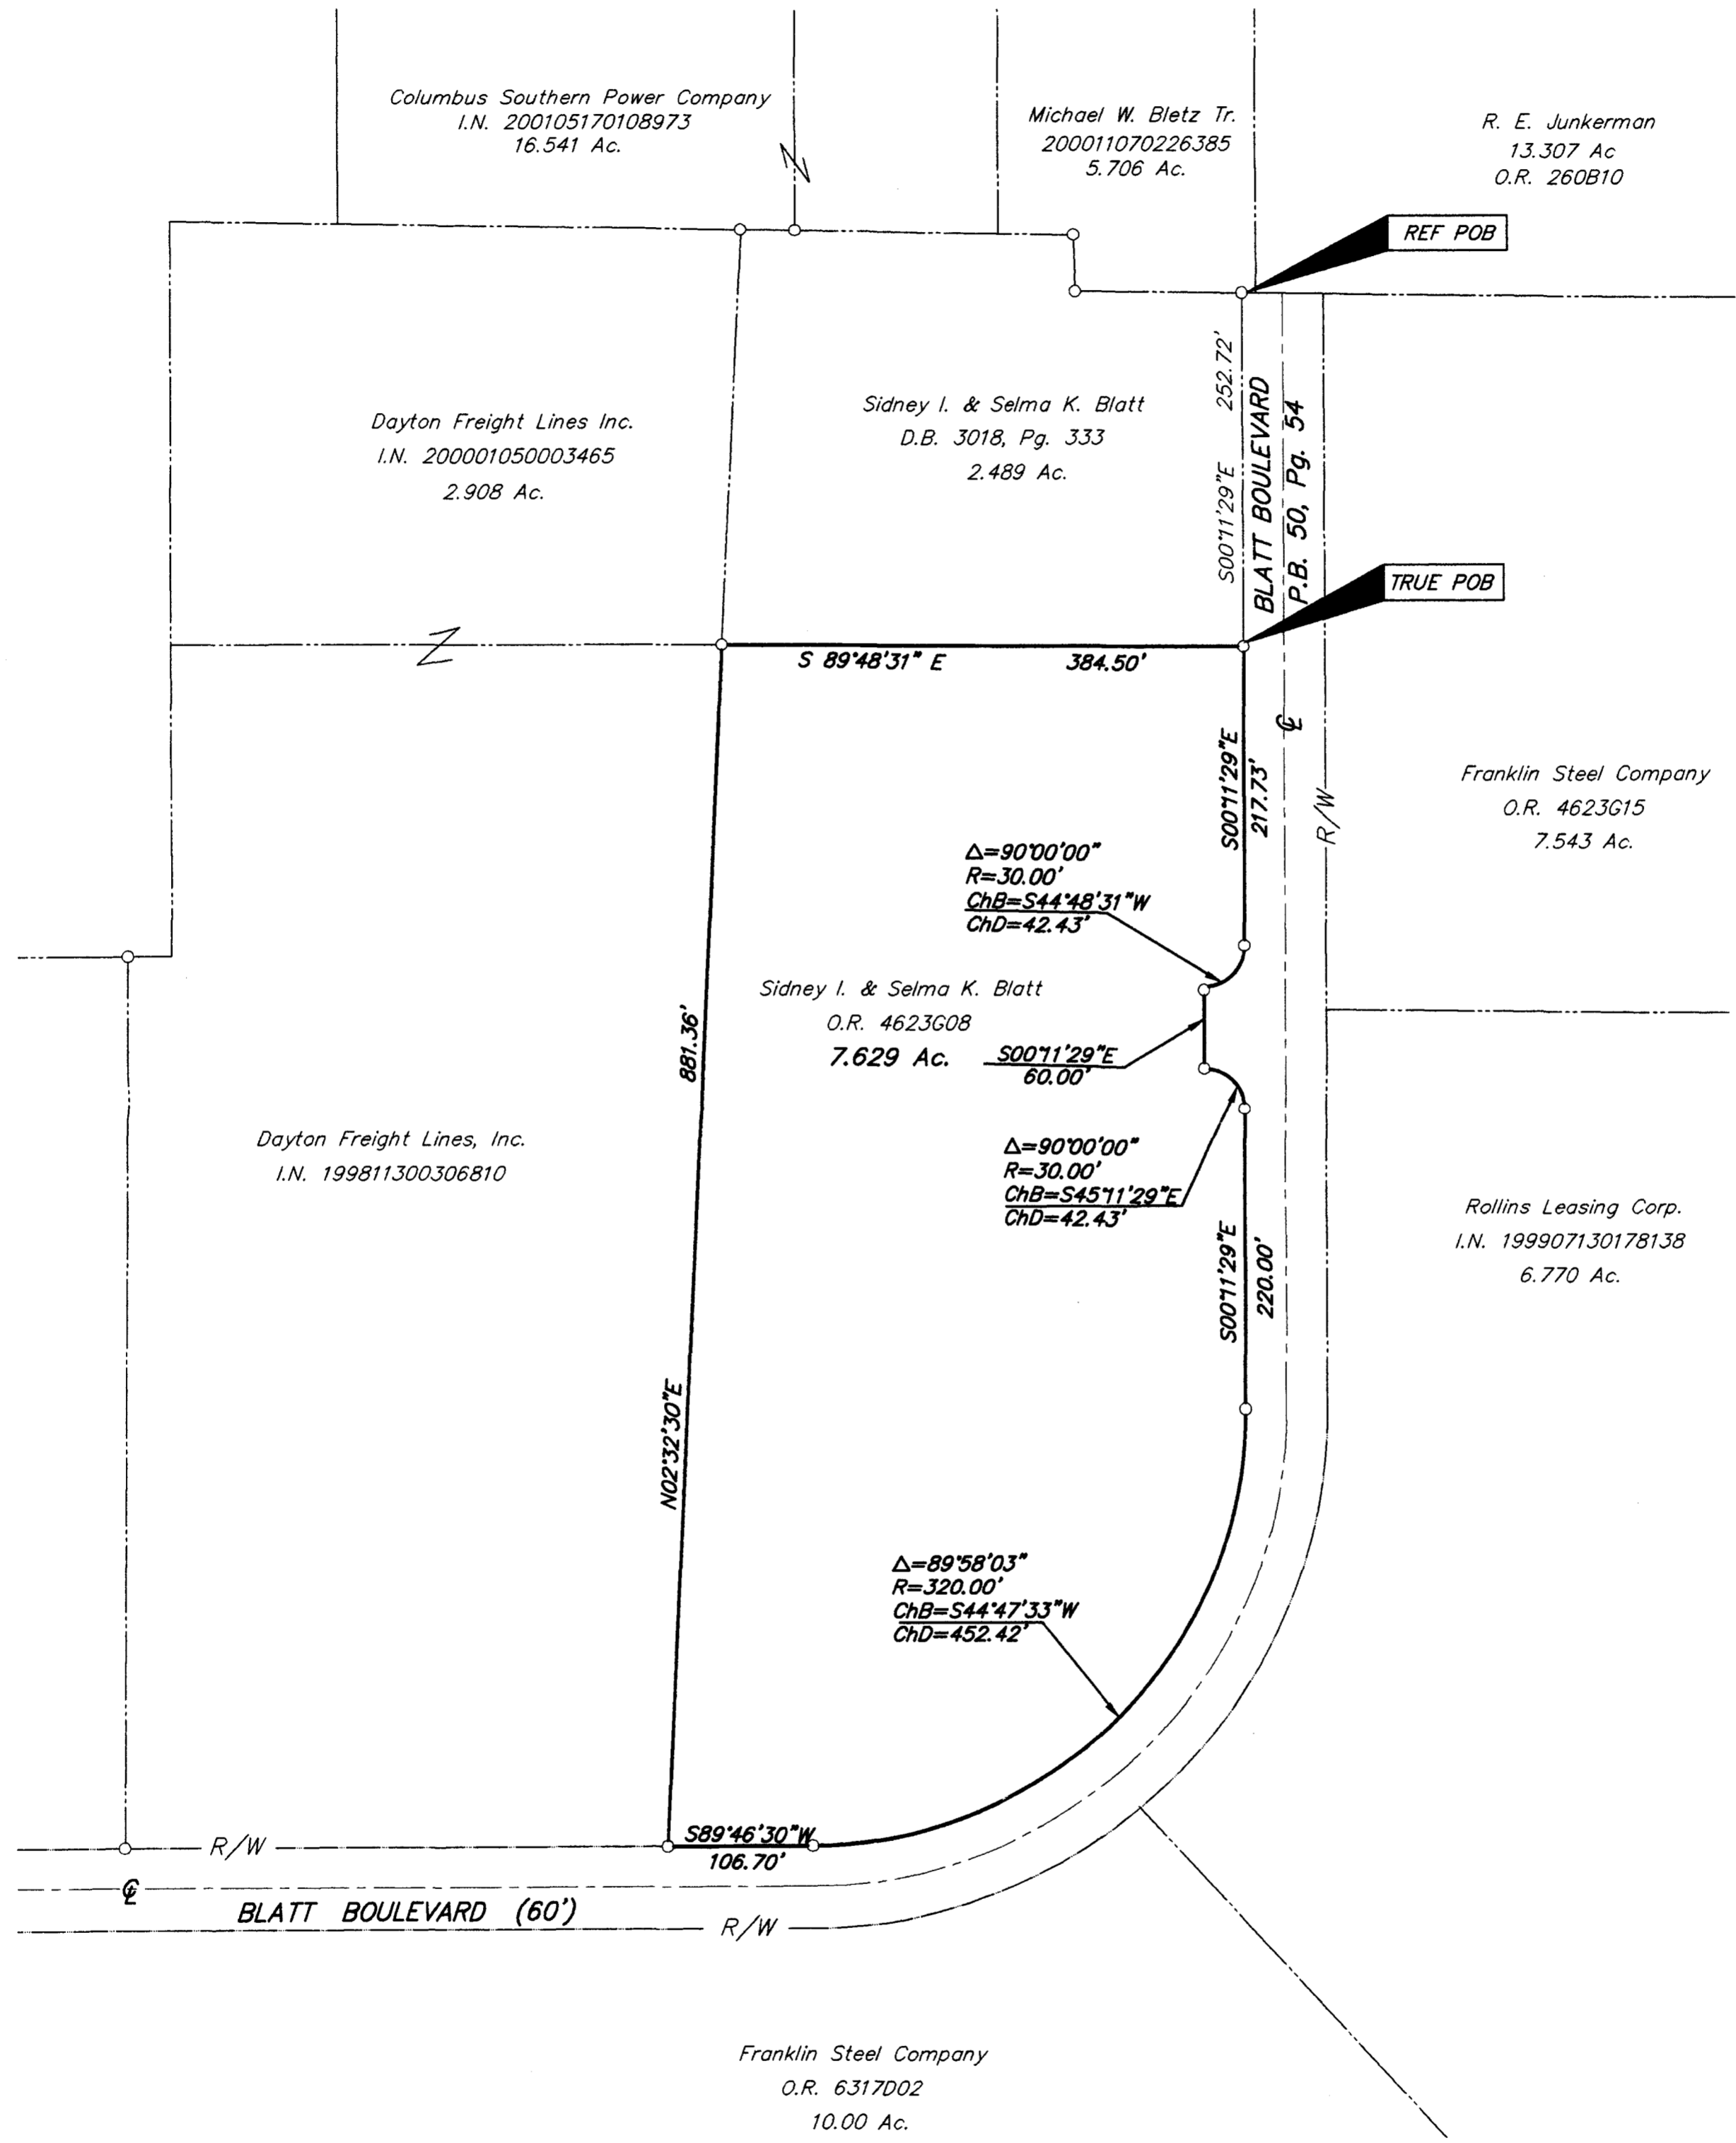 Columbus Southern Power Company
I.N. 200105170108973
16.541 Ac.
Michael W. Bletz Tr.
200011070226385
5.706 Ac.
R. E. Junkerman
13.307 Ac
O.R. 260B10
REF POB
Dayton Freight Lines Inc.
I.N. 200001050003465
2.908 Ac.
Sidney I. & Selma K. Blatt
D.B. 3018, Pg. 333
2.489 Ac.
S00°11'29"E 252.72'
BLATT BOULEVARD
P.B. 50, Pg. 54
TRUE POB
S 89°48'31" E 384.50'
S00°11'29"E
217.73'
℄
R/W
Franklin Steel Company
O.R. 4623G15
7.543 Ac.
Δ=90°00'00"
R=30.00'
ChB=S44°48'31"W
ChD=42.43'
Sidney I. & Selma K. Blatt
O.R. 4623G08
7.629 Ac.
S00°11'29"E
60.00'
N02°32'30"E 881.36'
Dayton Freight Lines, Inc.
I.N. 199811300306810
Δ=90°00'00"
R=30.00'
ChB=S45°11'29"E
ChD=42.43'
S00°11'29"E
220.00'
Rollins Leasing Corp.
I.N. 199907130178138
6.770 Ac.
Δ=89°58'03"
R=320.00'
ChB=S44°47'33"W
ChD=452.42'
R/W
S89°46'30"W
106.70'
℄
BLATT BOULEVARD (60')
R/W
Franklin Steel Company
O.R. 6317D02
10.00 Ac.